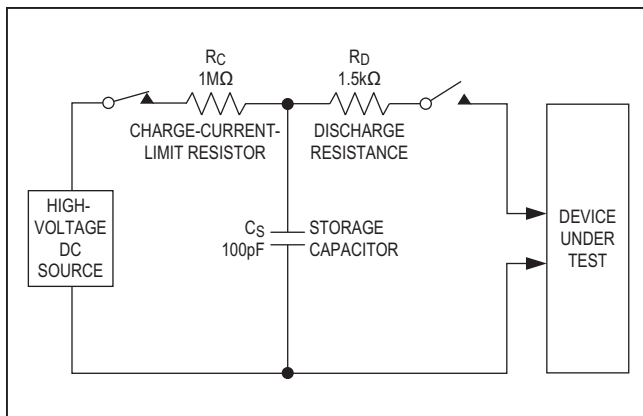 RC
1MΩ
CHARGE-CURRENT-
LIMIT RESISTOR
RD
1.5kΩ
DISCHARGE
RESISTANCE
HIGH-
VOLTAGE
DC
SOURCE
CS
100pF
STORAGE
CAPACITOR
DEVICE
UNDER
TEST